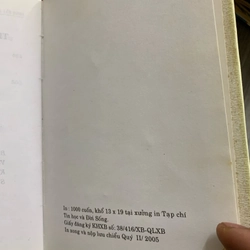 In : 1000 cuốn, khổ 13 x 19 tại xưởng in Tạp chí
Tin học và Đời Sống.
Giấy đăng ký KHXB số: 28/416/XB-QLXB
In xong và nộp lưu chiểu Quý II/ 2005